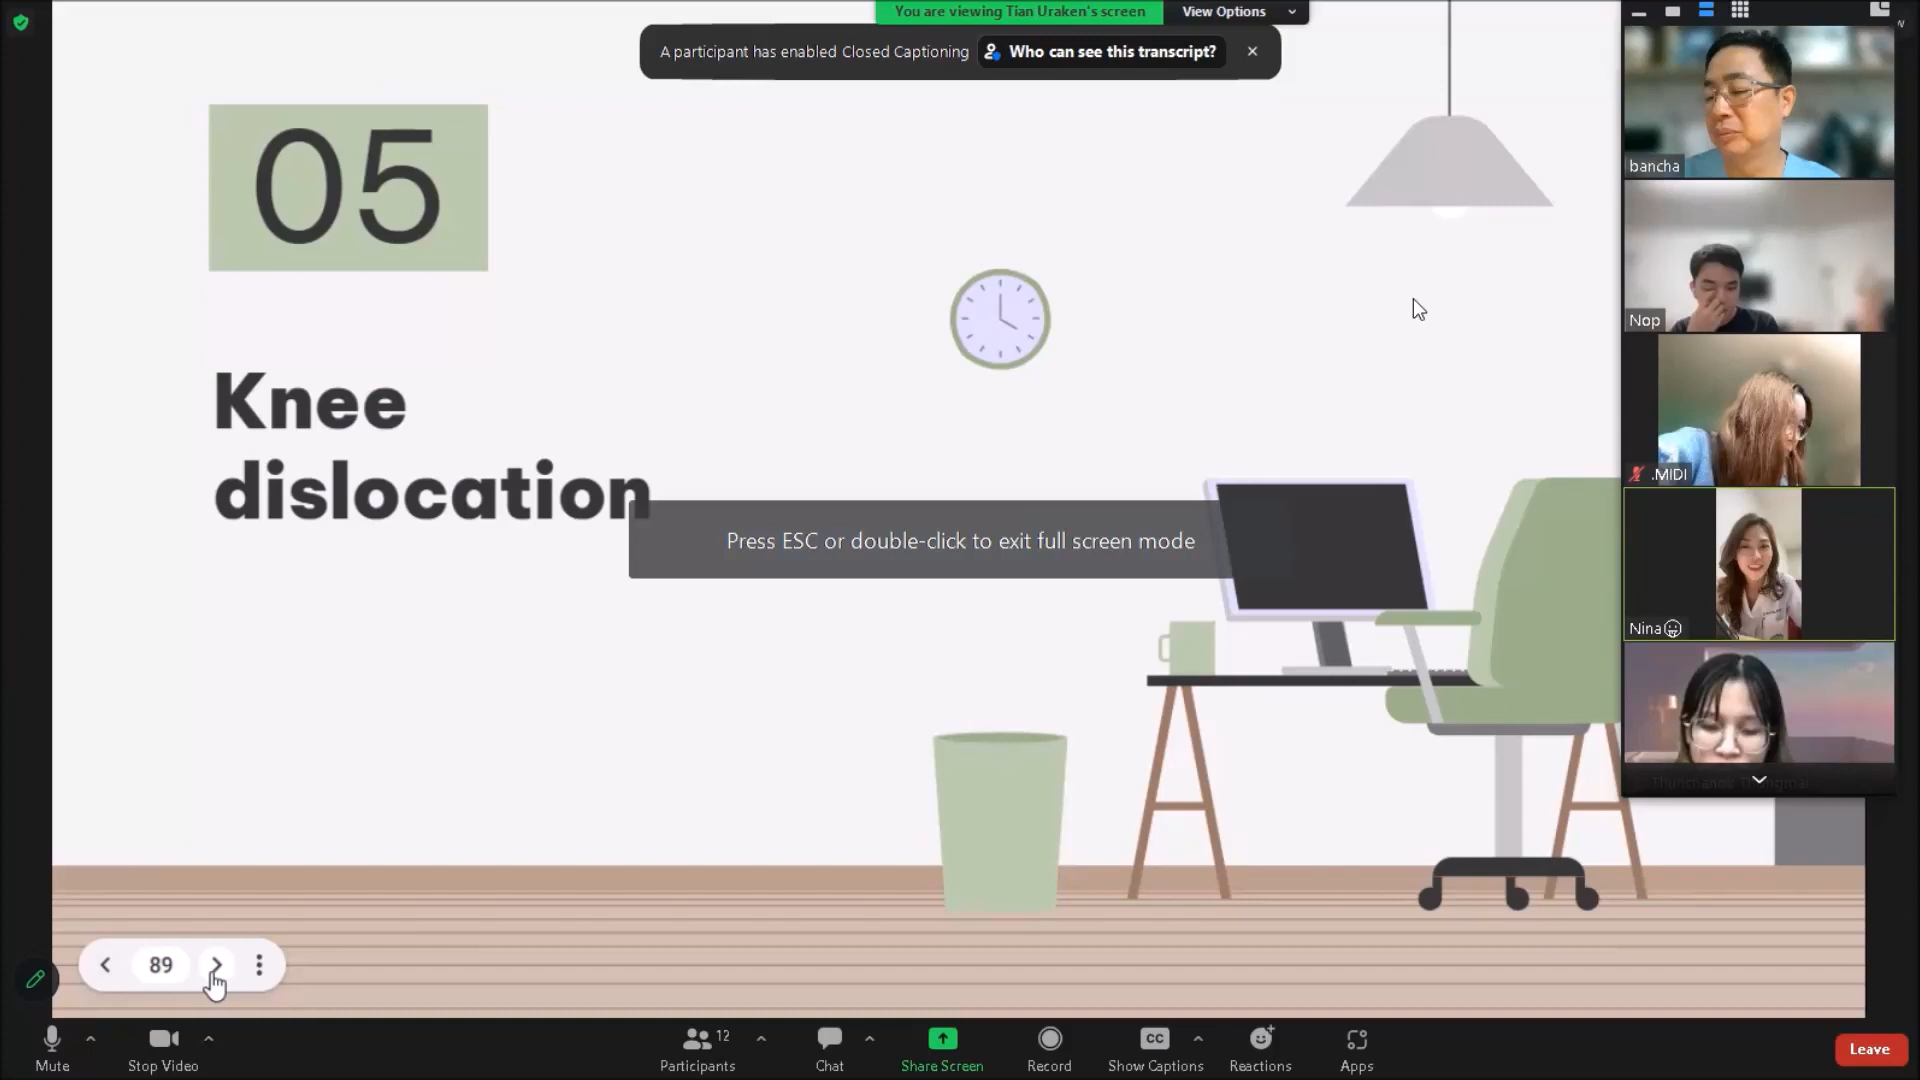 You are viewing Tian Uraken's screen
View Options
A participant has enabled Closed Captioning
Who can see this transcript?
05
Knee
dislocation
Press ESC or double-click to exit full screen mode
bancha
Nop
.MIDI
Nina
89
Mute
Stop Video
Participants
12
Chat
Share Screen
Record
CC
Show Captions
Reactions
Apps
Leave